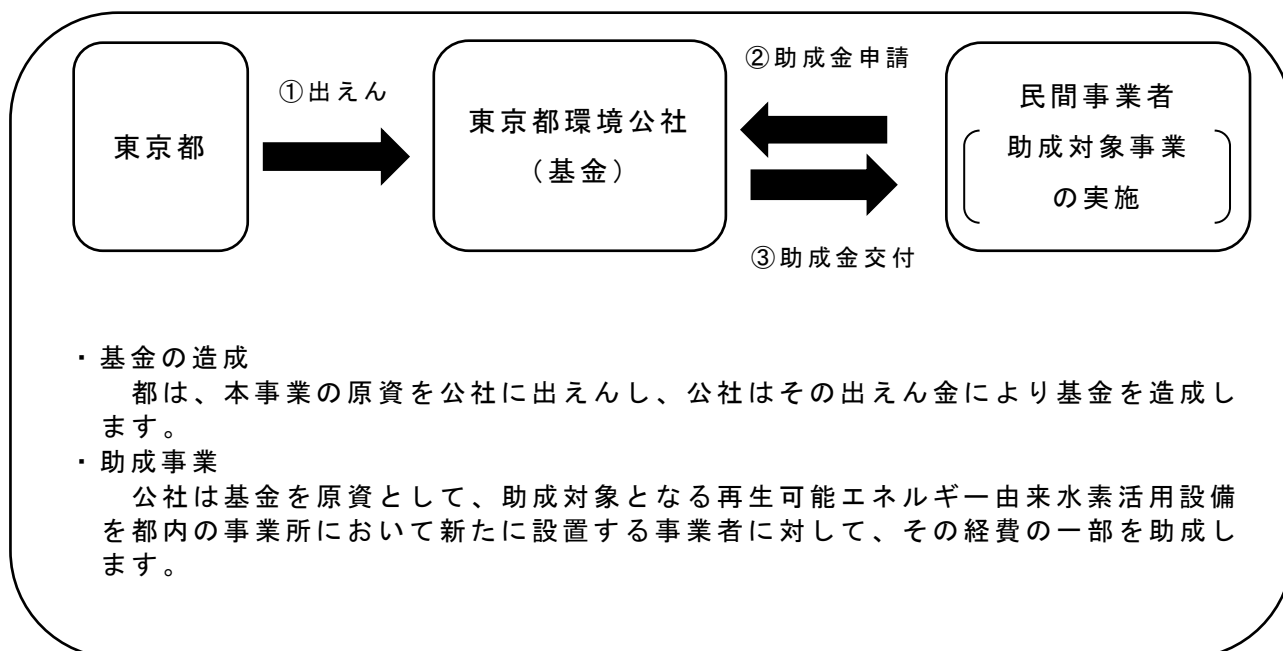 東京都
①出えん
東京都環境公社
（基金）
②助成金申請
③助成金交付
民間事業者
助成対象事業
の実施
・基金の造成
都は、本事業の原資を公社に出えんし、公社はその出えん金により基金を造成し
ます。
・助成事業
公社は基金を原資として、助成対象となる再生可能エネルギー由来水素活用設備
を都内の事業所において新たに設置する事業者に対して、その経費の一部を助成し
ます。